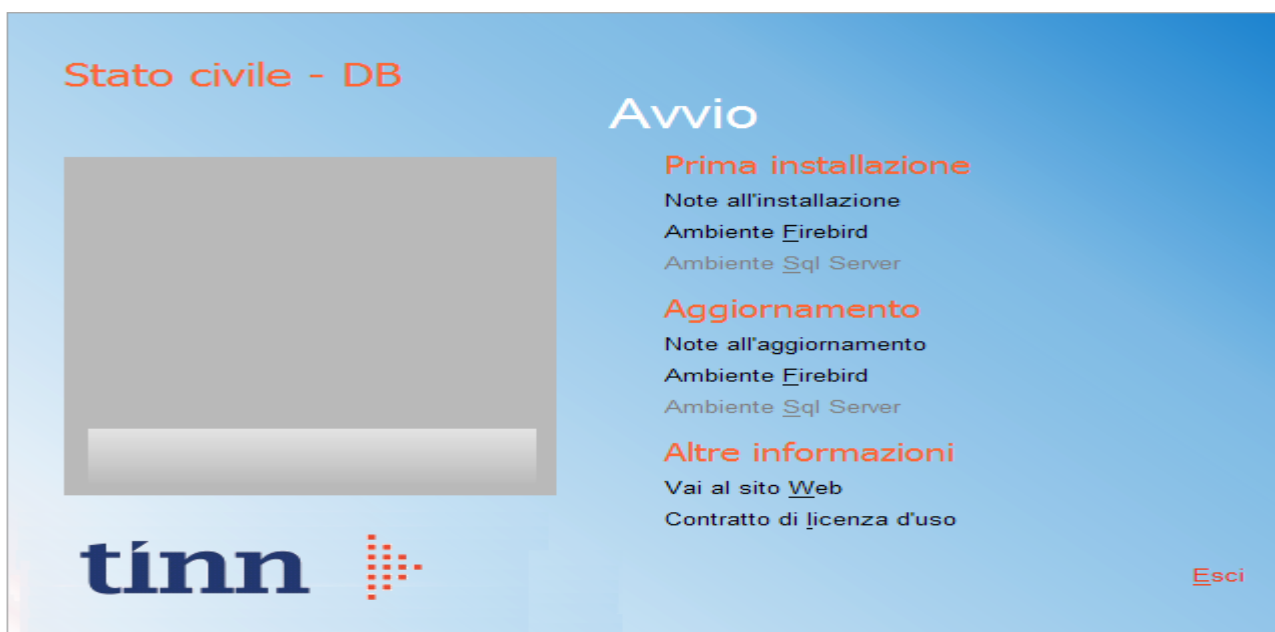 Stato civile - DB
Avvio
Prima installazione
Note all'installazione
Ambiente Firebird
Ambiente Sql Server
Aggiornamento
Note all'aggiornamento
Ambiente Firebird
Ambiente Sql Server
Altre informazioni
Vai al sito Web
Contratto di licenza d'uso
tinn
Esci